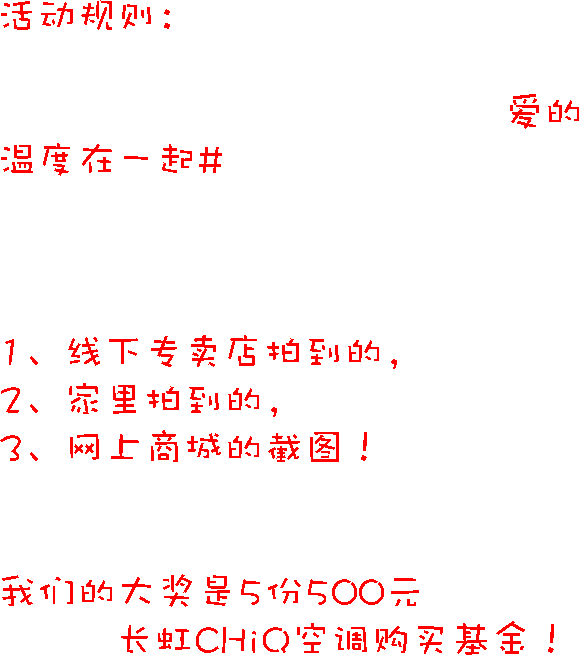 活动规则：
爱的
温度在一起#
1、线下专卖店拍到的，
2、家里拍到的，
3、网上商城的截图！
我们的大奖是5份500元
长虹CHiQ空调购买基金！